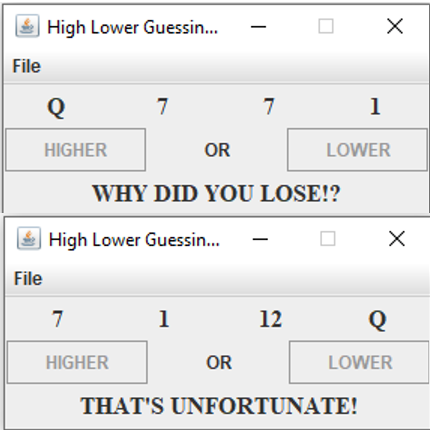 High Lower Guessin...
File
Q 7 7 1
HIGHER OR LOWER
WHY DID YOU LOSE!?
High Lower Guessin...
File
7 1 12 Q
HIGHER OR LOWER
THAT'S UNFORTUNATE!